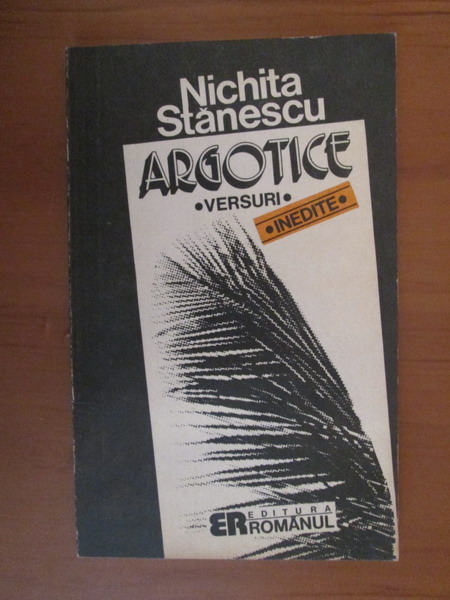 Nichita
Stănescu
ARGOTICE
•VERSURI•
•INEDITE•
ER EDITURA
ROMÂNUL